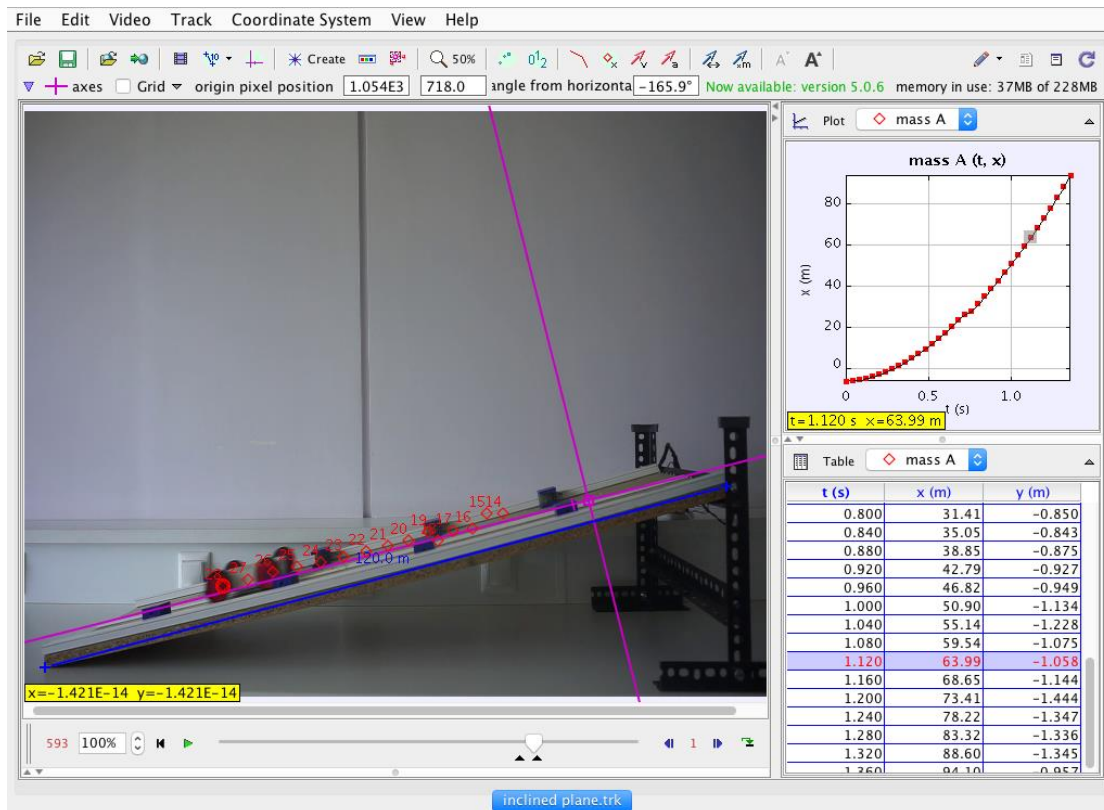 File Edit Video Track Coordinate System View Help
Create 50%
axes Grid origin pixel position 1.054E3 718.0 angle from horizonta -165.9° Now available: version 5.0.6 memory in use: 37MB of 228MB
Plot mass A
mass A (t, x)
80
60
40
20
0
x (m)
0 0.5 1.0
t (s)
t=1.120 s x=63.99 m
1514
19 17 16
20
21
22
23
24
120.0 m
x=-1.421E-14 y=-1.421E-14
Table mass A
t (s) x (m) y (m)
0.800 31.41 -0.850
0.840 35.05 -0.843
0.880 38.85 -0.875
0.920 42.79 -0.927
0.960 46.82 -0.949
1.000 50.90 -1.134
1.040 55.14 -1.228
1.080 59.54 -1.075
1.120 63.99 -1.058
1.160 68.65 -1.144
1.200 73.41 -1.444
1.240 78.22 -1.347
1.280 83.32 -1.336
1.320 88.60 -1.345
1.360 94.10 -0.957
593 100% 1
inclined plane.trk